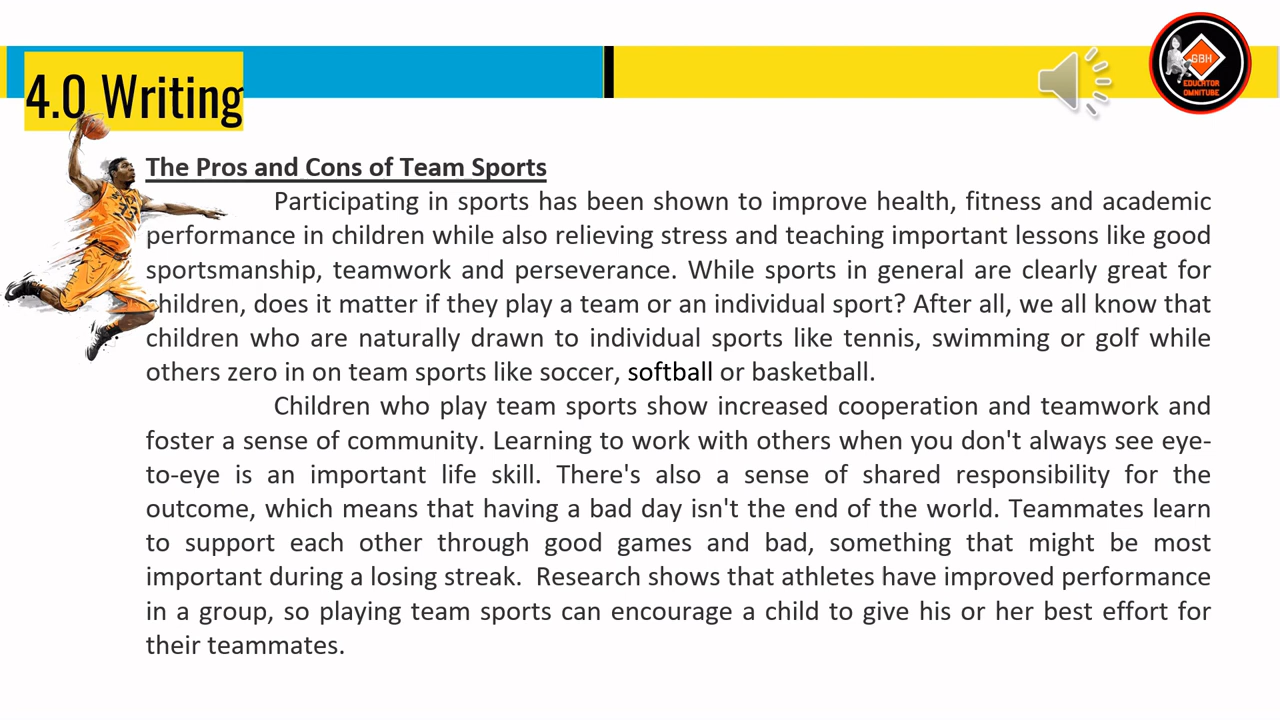 4.0 Writing
GBH
EDUCATOR
OMNITUBE
The Pros and Cons of Team Sports
Participating in sports has been shown to improve health, fitness and academic
performance in children while also relieving stress and teaching important lessons like good
sportsmanship, teamwork and perseverance. While sports in general are clearly great for
children, does it matter if they play a team or an individual sport? After all, we all know that
children who are naturally drawn to individual sports like tennis, swimming or golf while
others zero in on team sports like soccer, softball or basketball.
Children who play team sports show increased cooperation and teamwork and
foster a sense of community. Learning to work with others when you don't always see eye-
to-eye is an important life skill. There's also a sense of shared responsibility for the
outcome, which means that having a bad day isn't the end of the world. Teammates learn
to support each other through good games and bad, something that might be most
important during a losing streak.  Research shows that athletes have improved performance
in a group, so playing team sports can encourage a child to give his or her best effort for
their teammates.